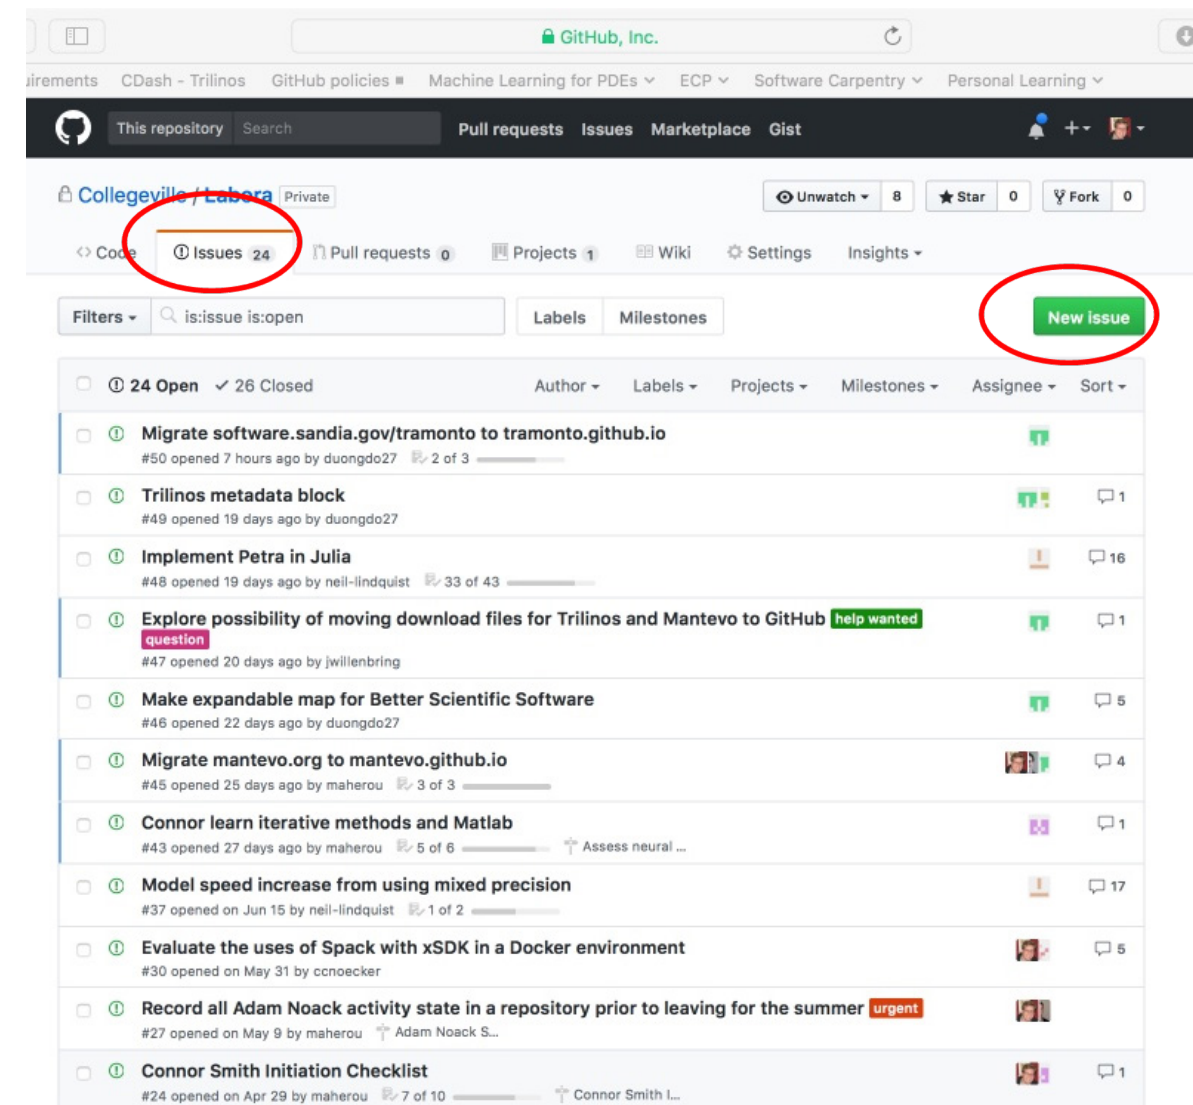 GitHub, Inc.
uirements CDash - Trilinos GitHub policies Machine Learning for PDEs ECP Software Carpentry Personal Learning
This repository Search Pull requests Issues Marketplace Gist
Collegeville / Labora Private Unwatch 8 Star 0 Fork 0
Code Issues 24 Pull requests 0 Projects 1 Wiki Settings Insights
Filters is:issue is:open Labels Milestones New issue
24 Open 26 Closed Author Labels Projects Milestones Assignee Sort
Migrate software.sandia.gov/tramonto to tramonto.github.io
#50 opened 7 hours ago by duongdo27 2 of 3
Trilinos metadata block 1
#49 opened 19 days ago by duongdo27
Implement Petra in Julia 16
#48 opened 19 days ago by neil-lindquist 33 of 43
Explore possibility of moving download files for Trilinos and Mantevo to GitHub help wanted 1
question
#47 opened 20 days ago by jwillenbring
Make expandable map for Better Scientific Software 5
#46 opened 22 days ago by duongdo27
Migrate mantevo.org to mantevo.github.io 4
#45 opened 25 days ago by maherou 3 of 3
Connor learn iterative methods and Matlab 1
#43 opened 27 days ago by maherou 5 of 6 Assess neural ...
Model speed increase from using mixed precision 17
#37 opened on Jun 15 by neil-lindquist 1 of 2
Evaluate the uses of Spack with xSDK in a Docker environment 5
#30 opened on May 31 by ccnoecker
Record all Adam Noack activity state in a repository prior to leaving for the summer urgent
#27 opened on May 9 by maherou Adam Noack S...
Connor Smith Initiation Checklist 1
#24 opened on Apr 29 by maherou 7 of 10 Connor Smith I...